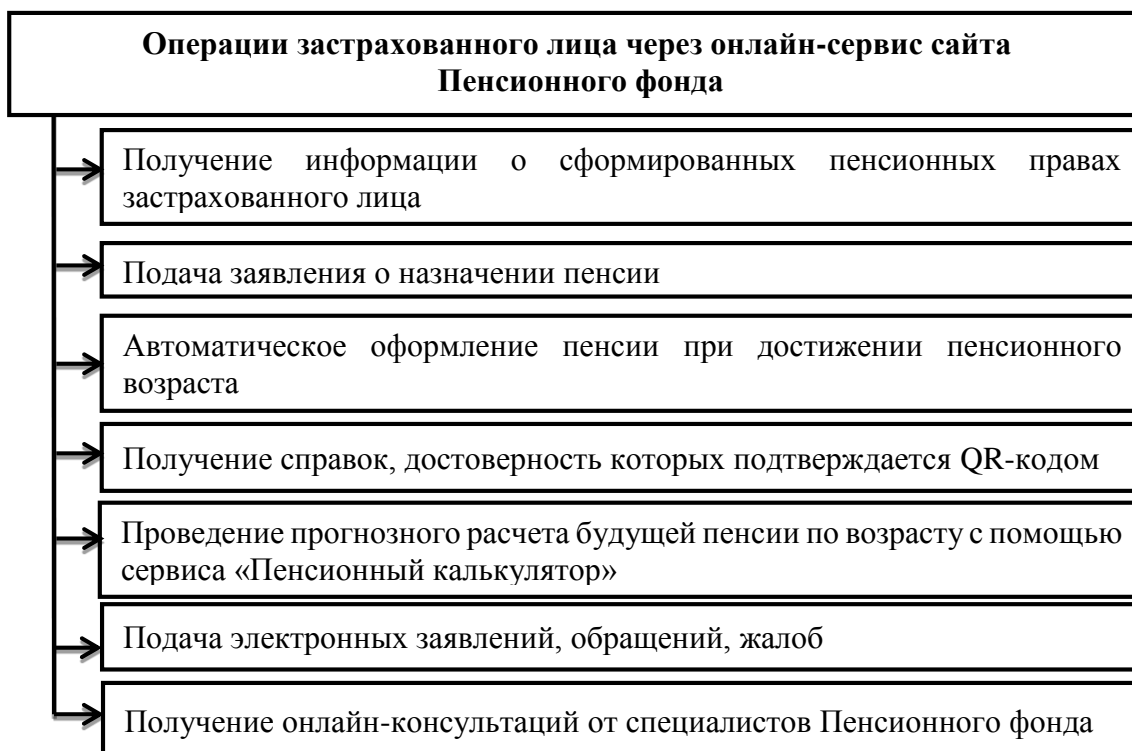 Операции застрахованного лица через онлайн-сервис сайта
Пенсионного фонда
Получение информации о сформированных пенсионных правах
застрахованного лица
Подача заявления о назначении пенсии
Автоматическое оформление пенсии при достижении пенсионного
возраста
Получение справок, достоверность которых подтверждается QR-кодом
Проведение прогнозного расчета будущей пенсии по возрасту с помощью
сервиса «Пенсионный калькулятор»
Подача электронных заявлений, обращений, жалоб
Получение онлайн-консультаций от специалистов Пенсионного фонда